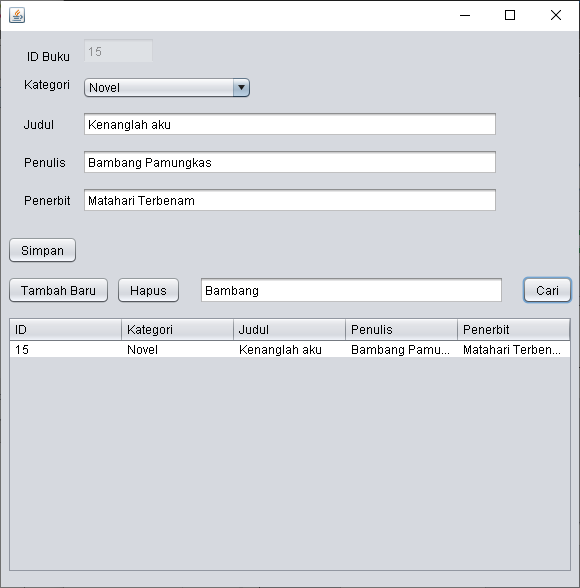 ID Buku 15
Kategori Novel
Judul Kenanglah aku
Penulis Bambang Pamungkas
Penerbit Matahari Terbenam
Simpan
Tambah Baru Hapus Bambang Cari
ID Kategori Judul Penulis Penerbit
15 Novel Kenanglah aku Bambang Pamu... Matahari Terben...